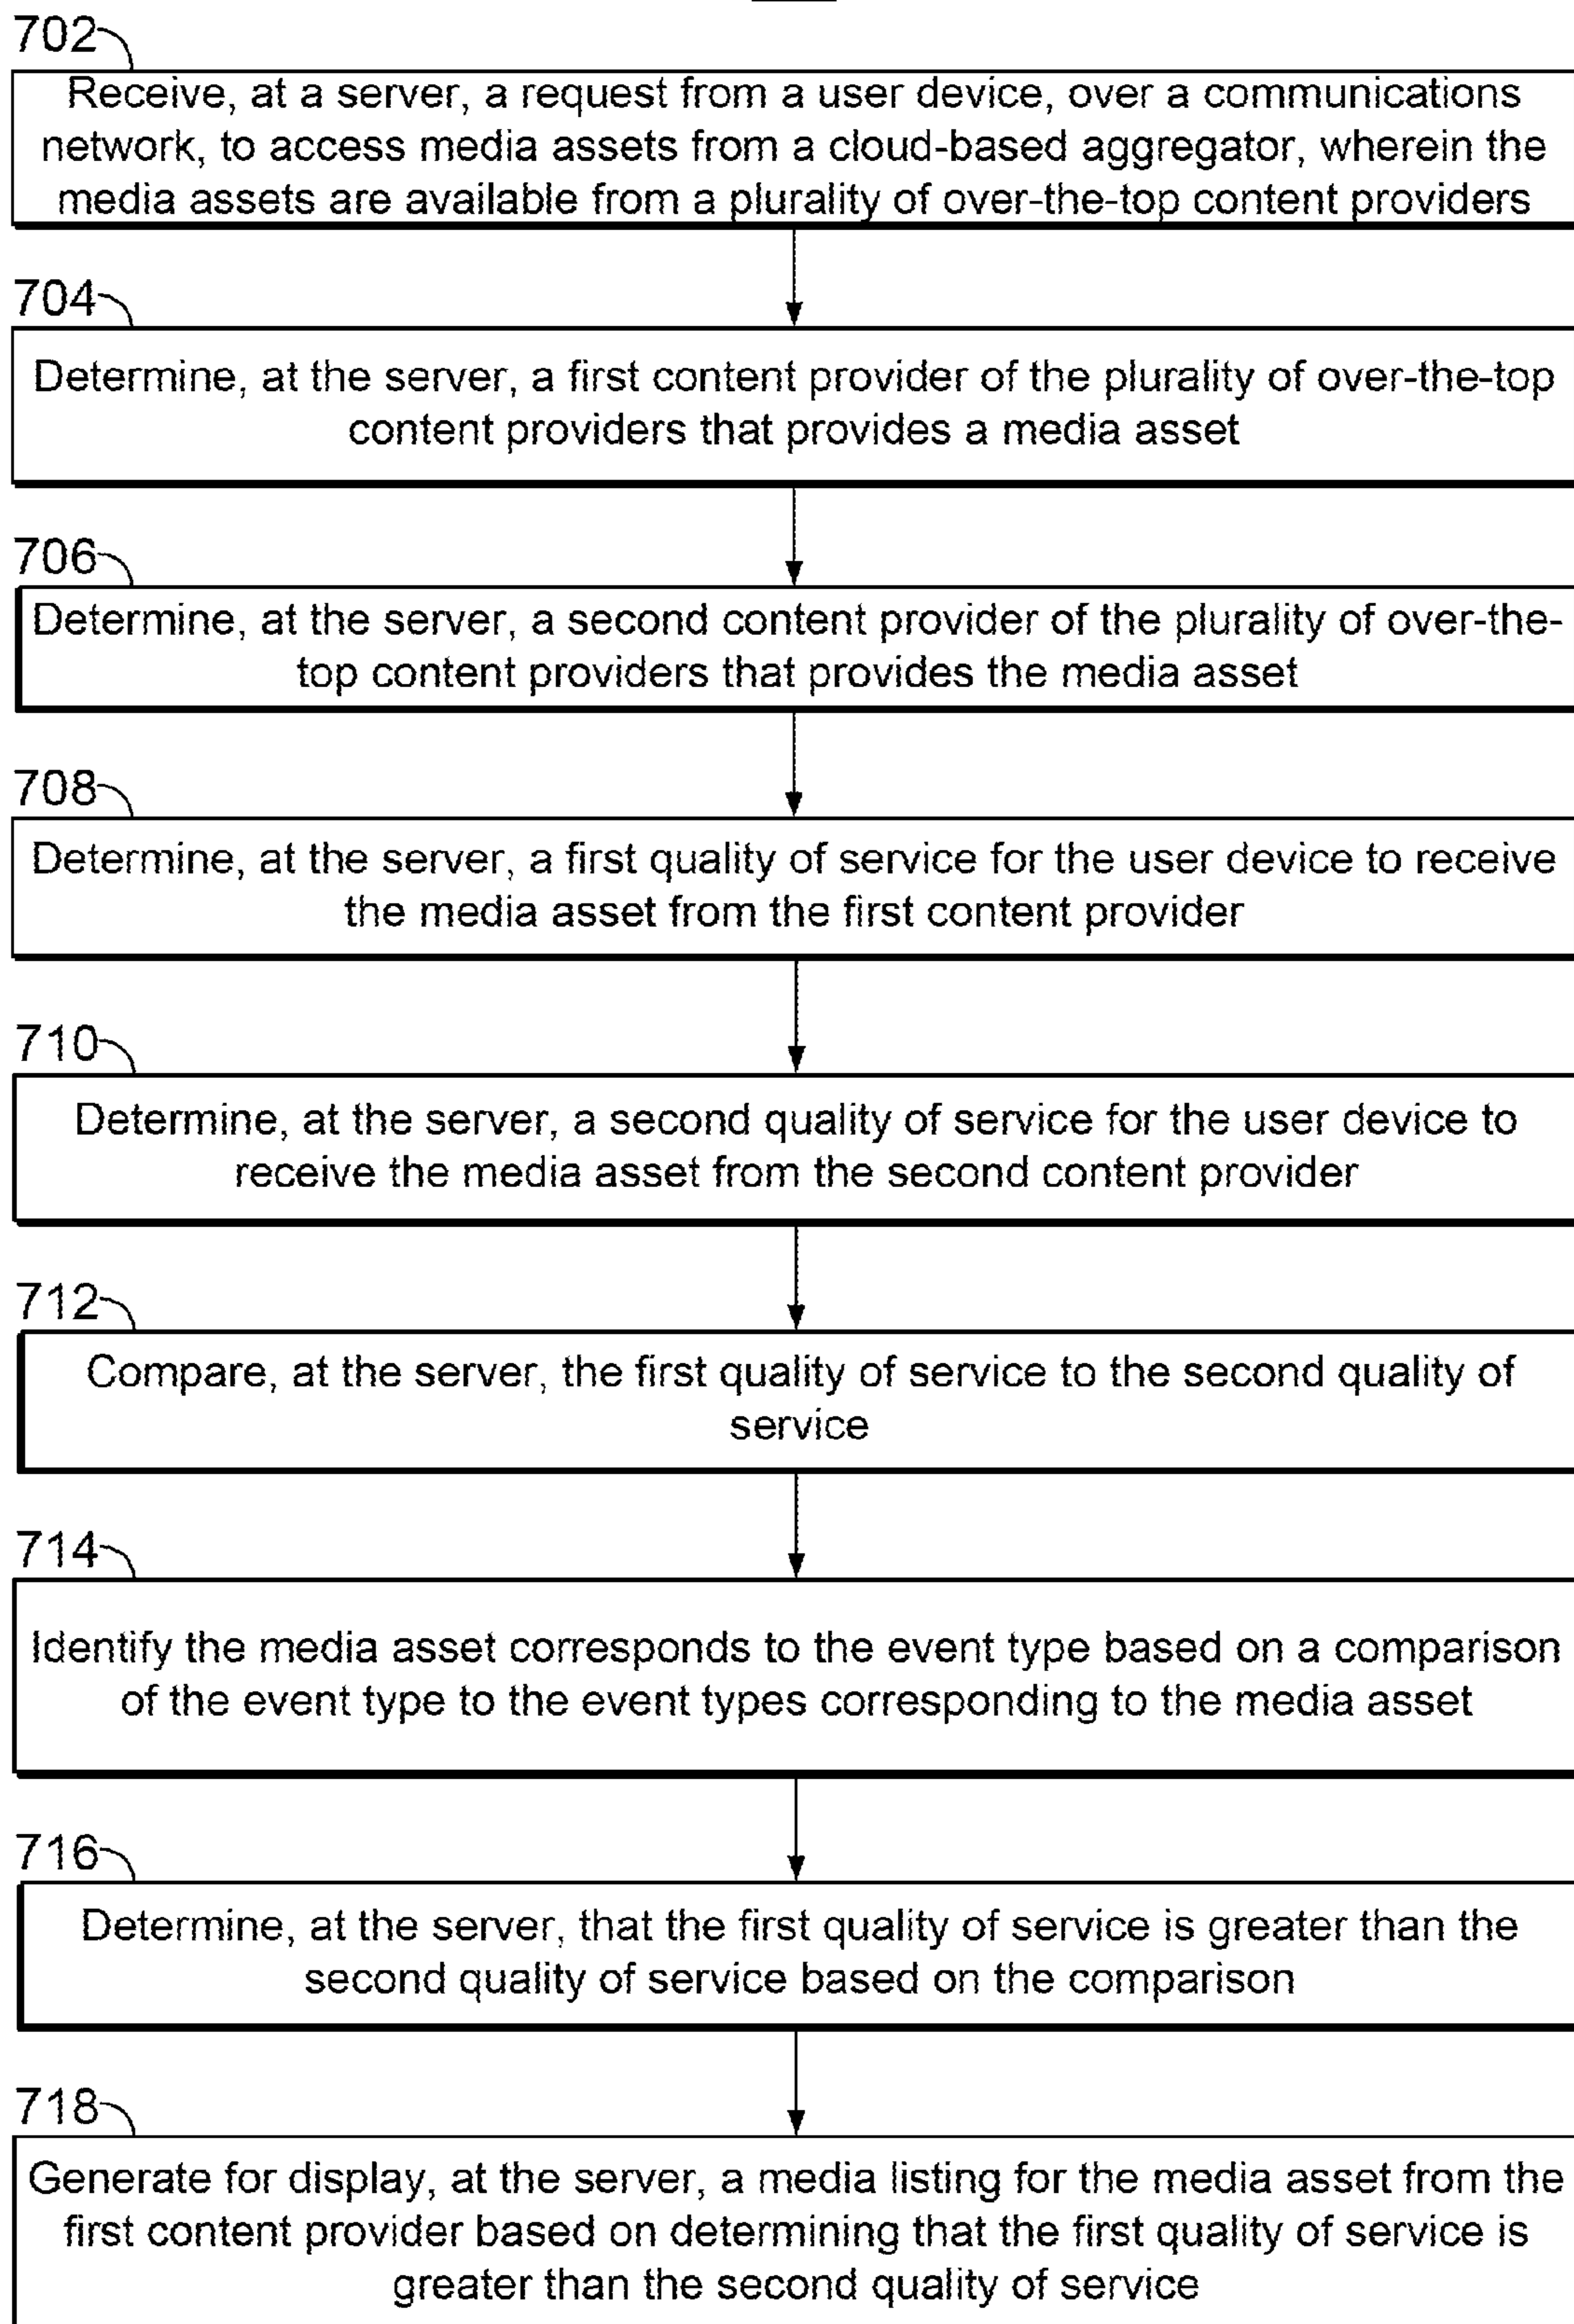 702
Receive, at a server, a request from a user device, over a communications
network, to access media assets from a cloud-based aggregator, wherein the
media assets are available from a plurality of over-the-top content providers
704
Determine, at the server, a first content provider of the plurality of over-the-top
content providers that provides a media asset
706
Determine, at the server, a second content provider of the plurality of over-the-
top content providers that provides the media asset
708
Determine, at the server, a first quality of service for the user device to receive
the media asset from the first content provider
710
Determine, at the server, a second quality of service for the user device to
receive the media asset from the second content provider
712
Compare, at the server, the first quality of service to the second quality of
service
714
Identify the media asset corresponds to the event type based on a comparison
of the event type to the event types corresponding to the media asset
716
Determine, at the server, that the first quality of service is greater than the
second quality of service based on the comparison
718
Generate for display, at the server, a media listing for the media asset from the
first content provider based on determining that the first quality of service is
greater than the second quality of service